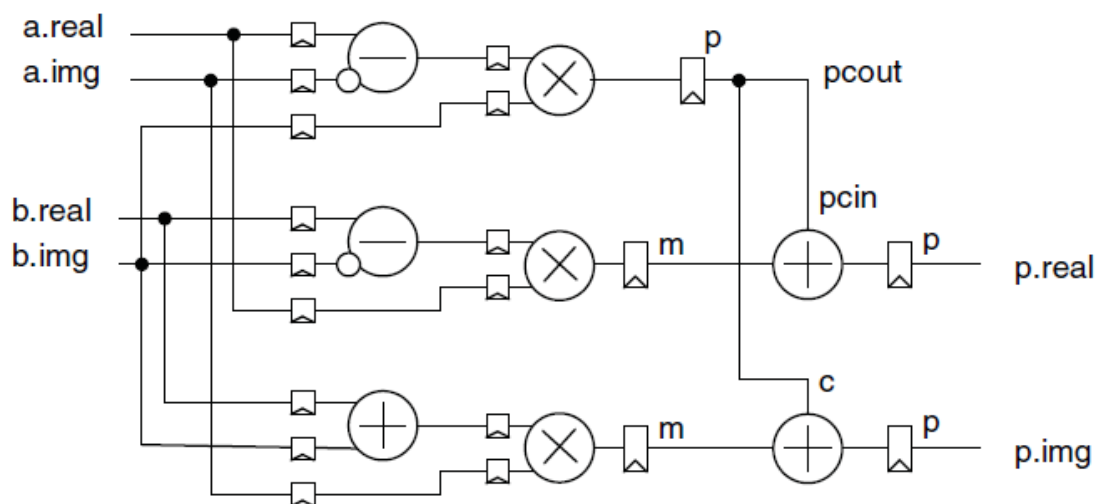 a.real
a.img
p
pcout
b.real
b.img
pcin
m
p
p.real
c
m
p
p.img